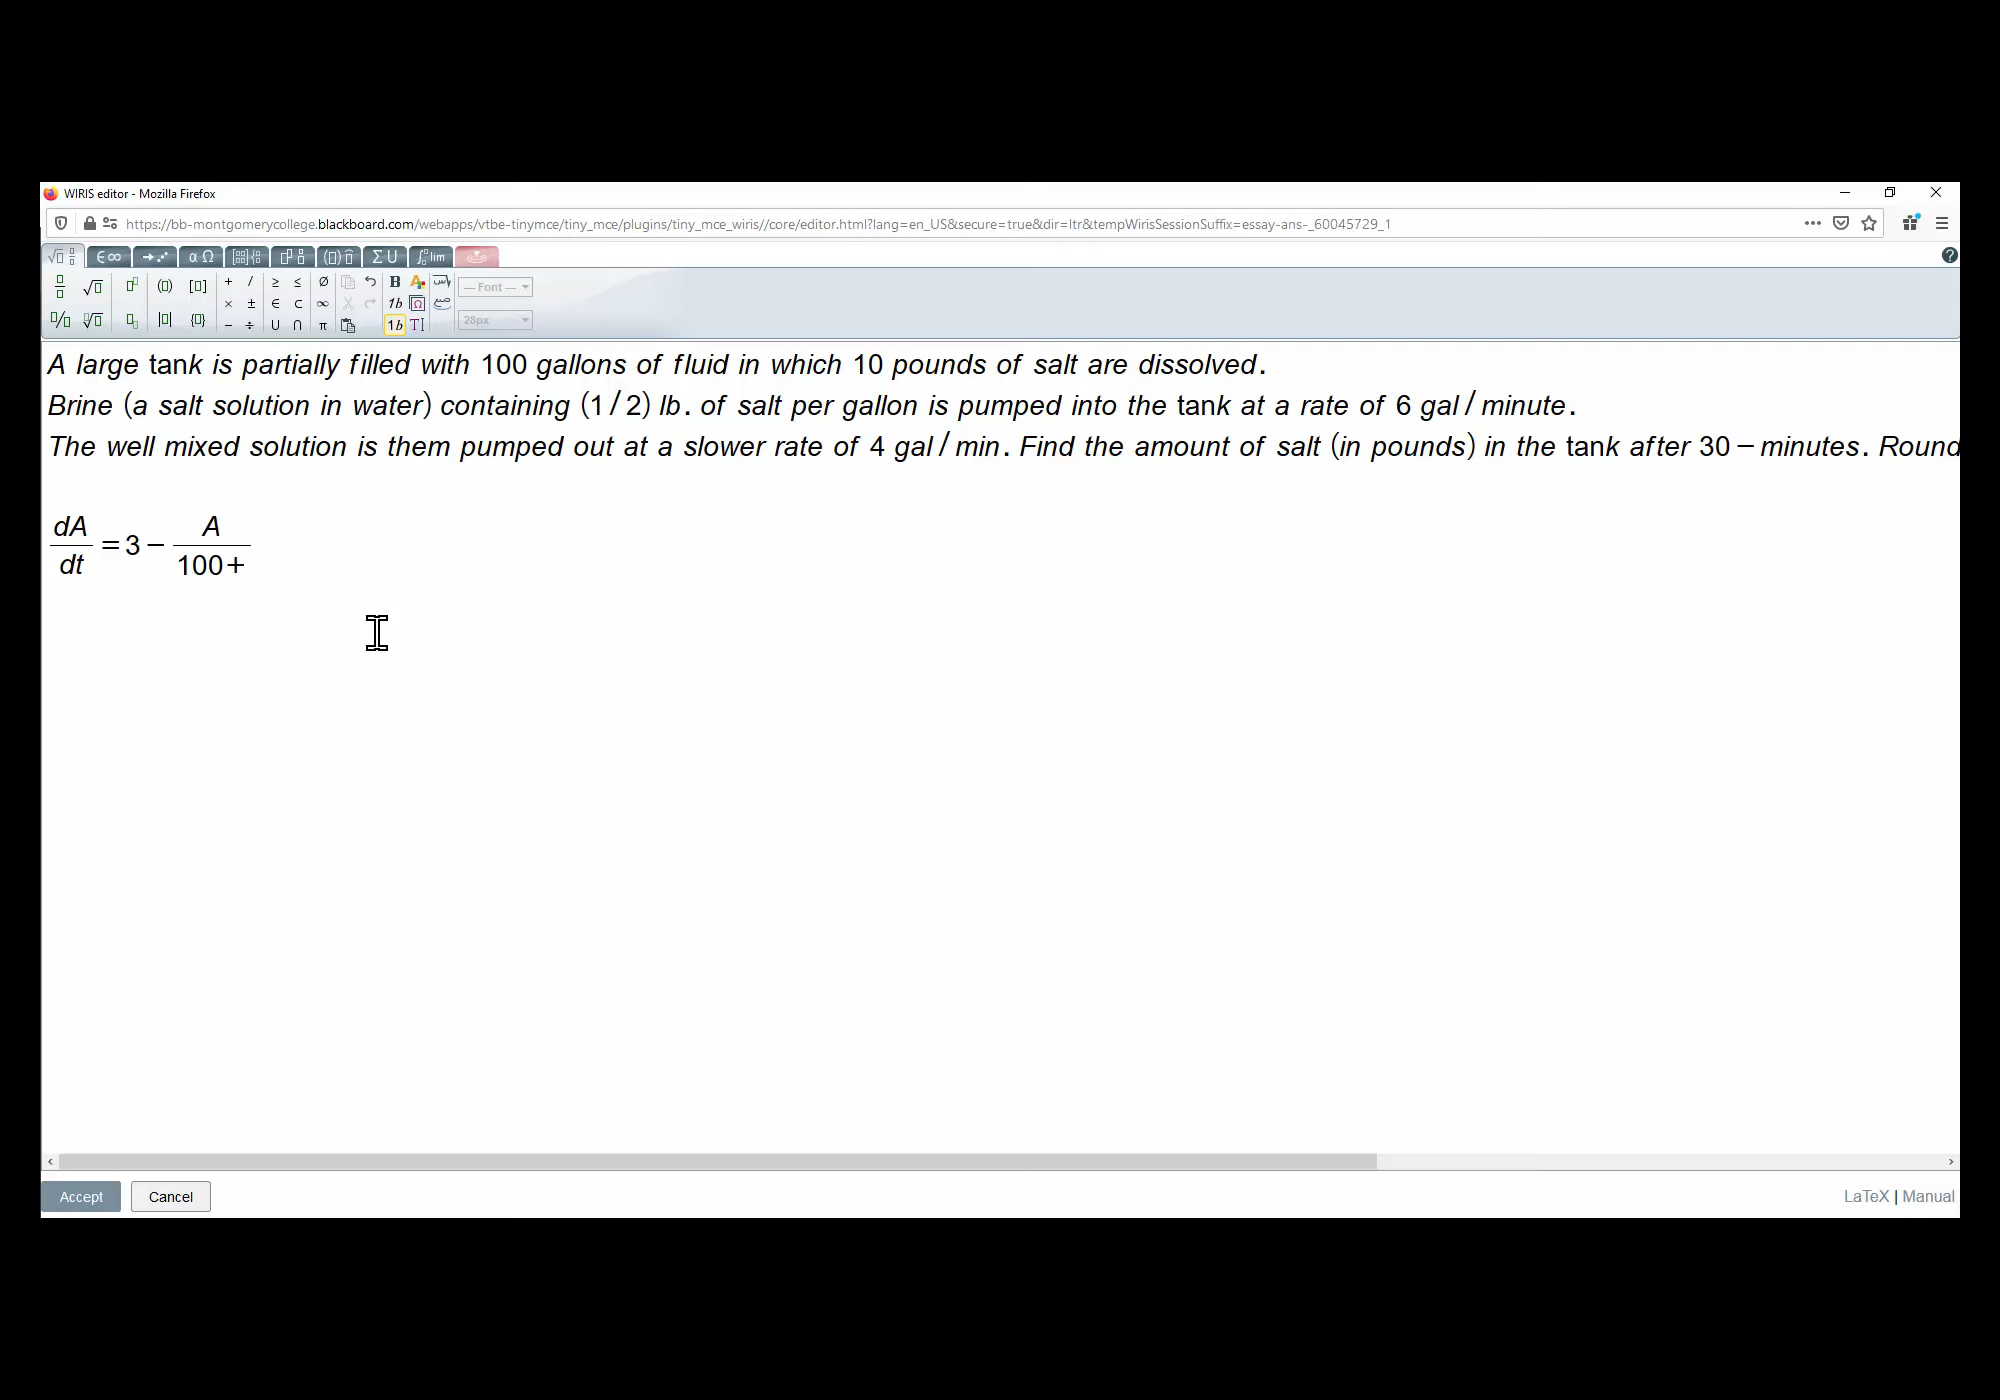 WIRIS editor - Mozilla Firefox
https://bb-montgomerycollege.blackboard.com/webapps/vtbe-tinymce/tiny_mce/plugins/tiny_mce_wiris//core/editor.html?lang=en_US&secure=true&dir=ltr&tempWirisSessionSuffix=essay-ans-_60045729_1
— Font —
28px
A large tank is partially filled with 100 gallons of fluid in which 10 pounds of salt are dissolved.
Brine (a salt solution in water) containing (1/2) lb. of salt per gallon is pumped into the tank at a rate of 6 gal/minute.
The well mixed solution is them pumped out at a slower rate of 4 gal/min. Find the amount of salt (in pounds) in the tank after 30-minutes. Round
dA/dt = 3 - A/100+
Accept Cancel LaTeX | Manual